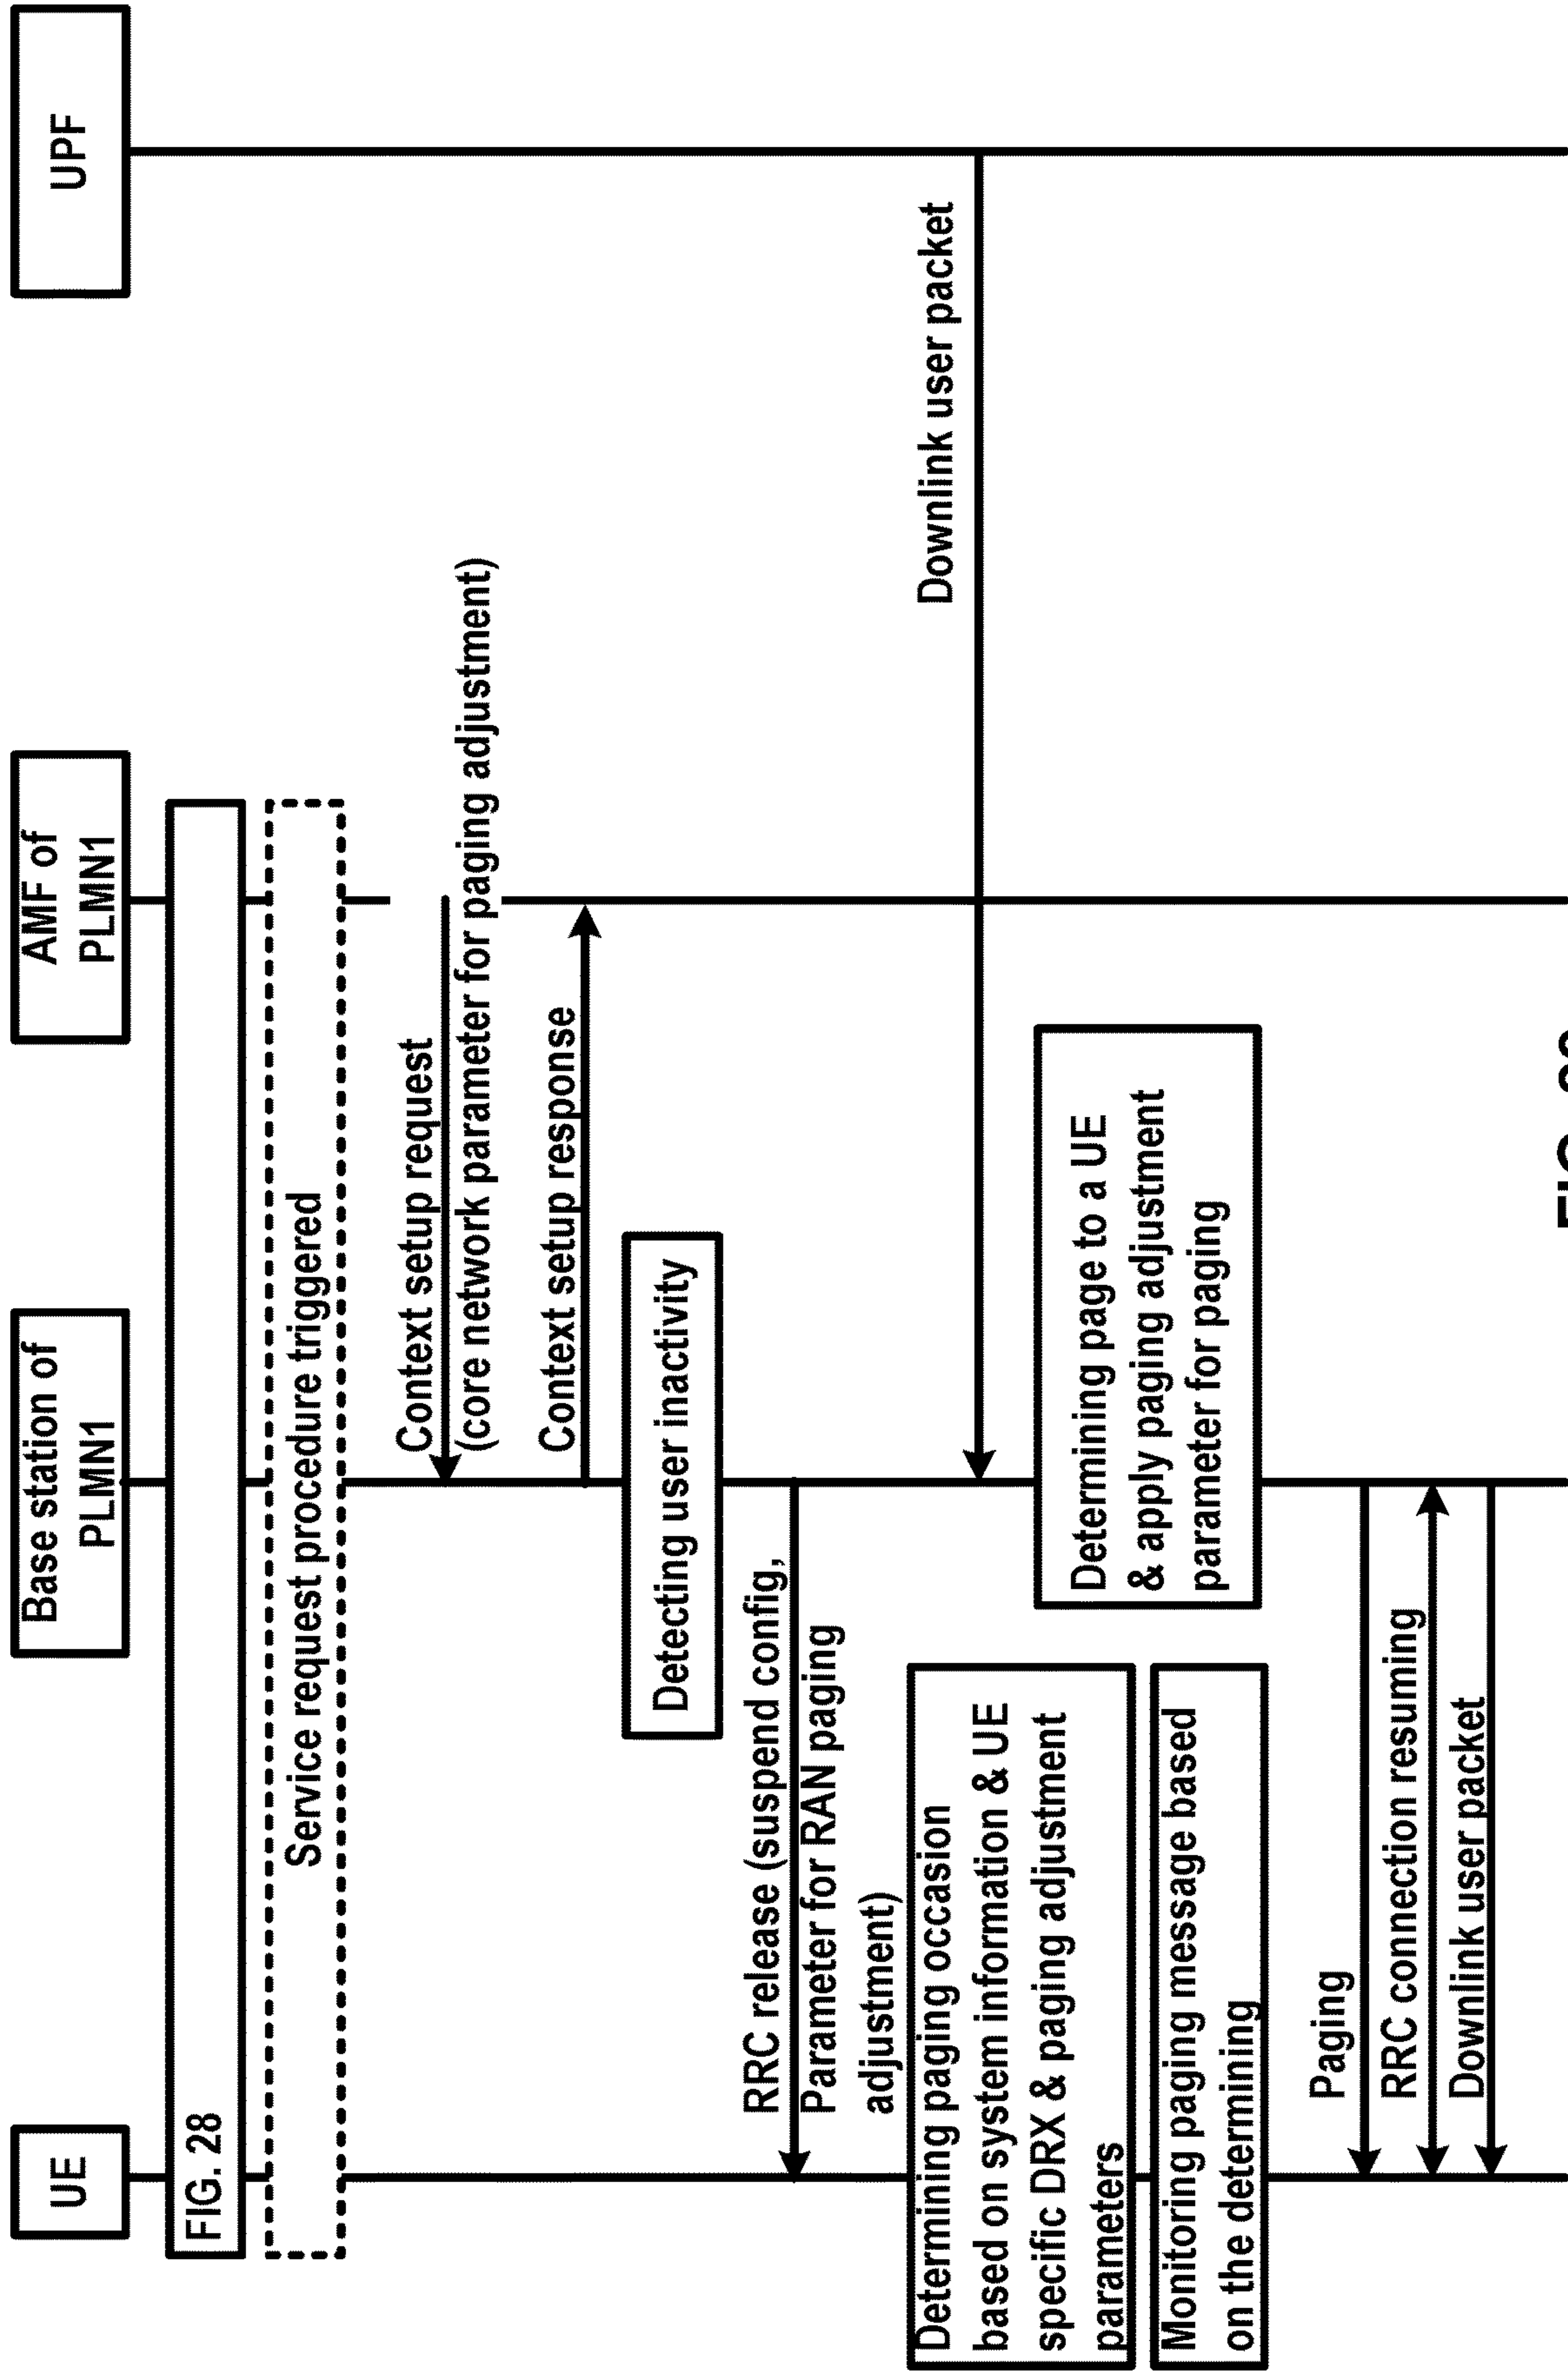 UE
Base station of
PLMN1
AMF of
PLMN1
UPF
FIG. 28
Service request procedure triggered
Context setup request
(core network parameter for paging adjustment)
Context setup response
Detecting user inactivity
RRC release (suspend config,
Parameter for RAN paging
adjustment)
Determining paging occasion
based on system information & UE
specific DRX & paging adjustment
parameters
Monitoring paging message based
on the determining
Downlink user packet
Determining page to a UE
& apply paging adjustment
parameter for paging
Paging
RRC connection resuming
Downlink user packet
FIG.